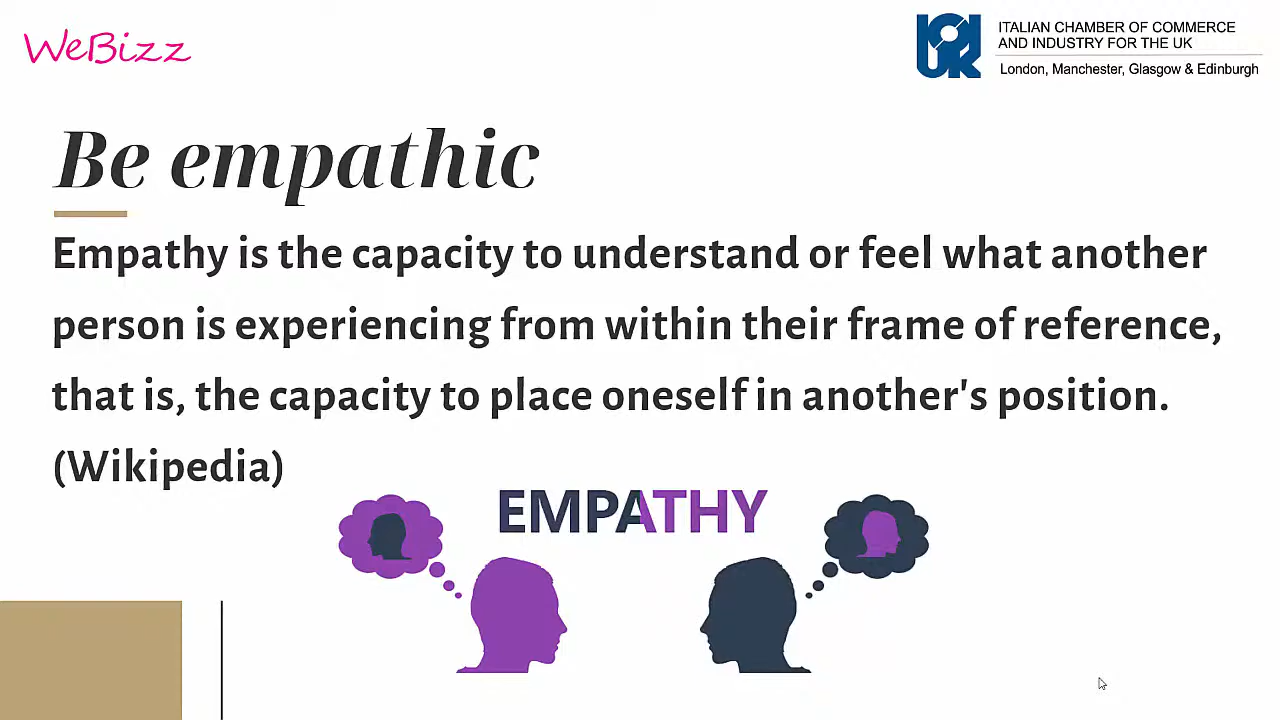 WeBizz
ITALIAN CHAMBER OF COMMERCE
AND INDUSTRY FOR THE UK
London, Manchester, Glasgow & Edinburgh
Be empathic
Empathy is the capacity to understand or feel what another
person is experiencing from within their frame of reference,
that is, the capacity to place oneself in another's position.
(Wikipedia)
EMPATHY